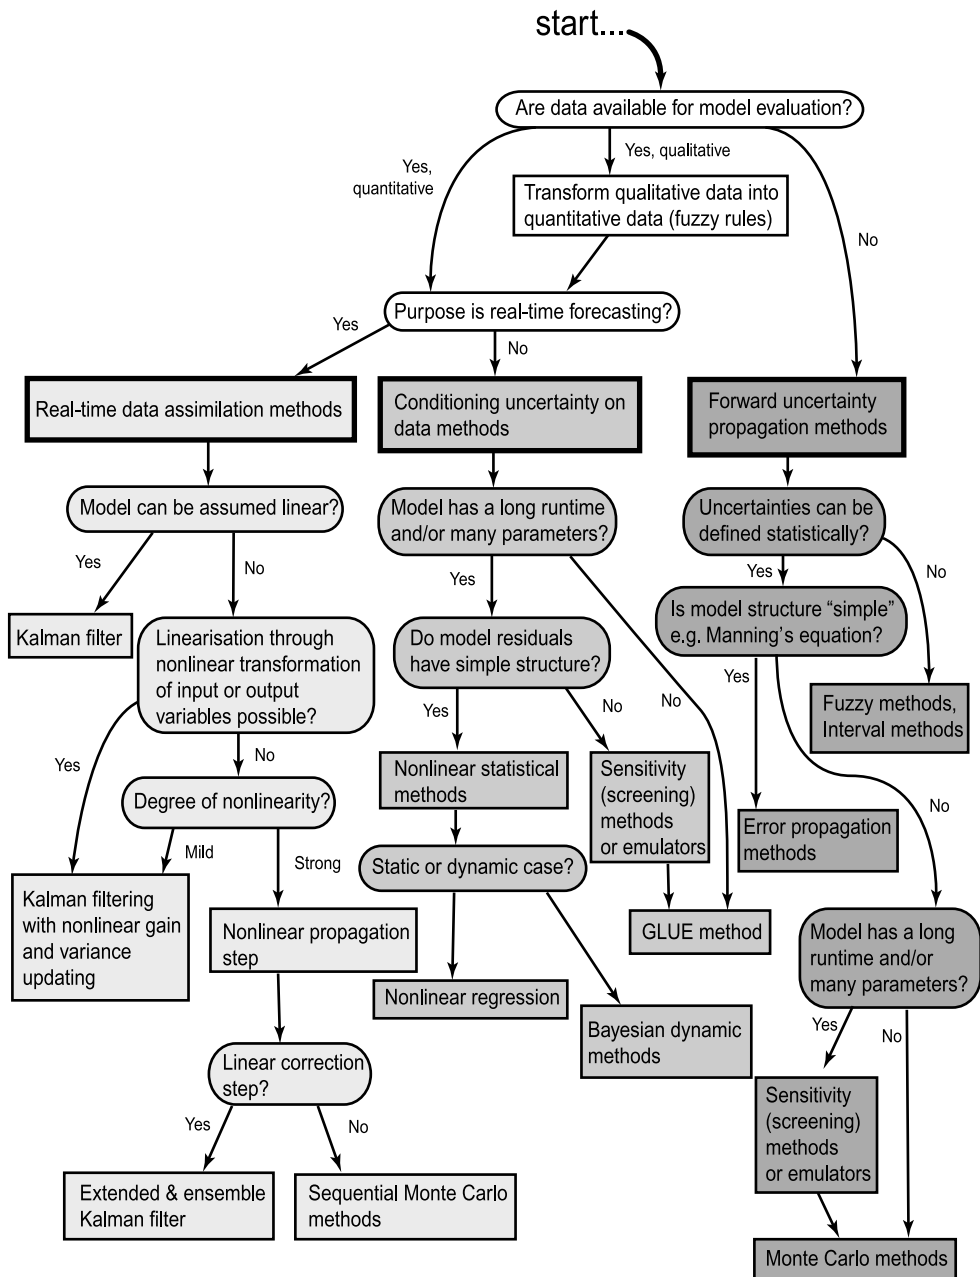 start...
Are data available for model evaluation?
Yes,
quantitative
Yes, qualitative
No
Transform qualitative data into
quantitative data (fuzzy rules)
Purpose is real-time forecasting?
Yes
No
Real-time data assimilation methods
Conditioning uncertainty on
data methods
Forward uncertainty
propagation methods
Model can be assumed linear?
Model has a long runtime
and/or many parameters?
Uncertainties can be
defined statistically?
Yes
No
Yes
No
Yes
No
Kalman filter
Linearisation through
nonlinear transformation
of input or output
variables possible?
Do model residuals
have simple structure?
Is model structure “simple”
e.g. Manning’s equation?
Yes
No
Yes
No
Yes
No
Fuzzy methods,
Interval methods
Degree of nonlinearity?
Nonlinear statistical
methods
Sensitivity
(screening)
methods
or emulators
Error propagation
methods
Mild
Strong
Static or dynamic case?
Kalman filtering
with nonlinear gain
and variance
updating
Nonlinear propagation
step
GLUE method
Model has a long
runtime and/or
many parameters?
Nonlinear regression
Bayesian dynamic
methods
Yes
No
Linear correction
step?
Sensitivity
(screening)
methods
or emulators
Yes
No
Extended & ensemble
Kalman filter
Sequential Monte Carlo
methods
Monte Carlo methods